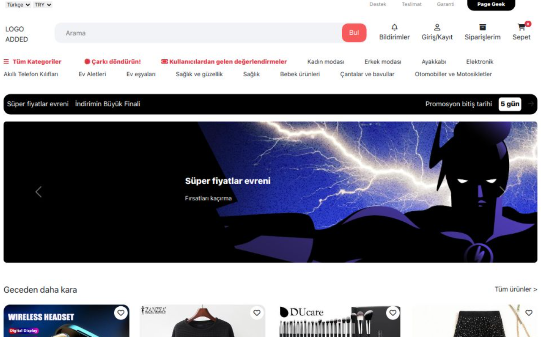 Türkçe TRY Destek Teslimat Garanti Page Geek
LOGO
ADDED
Arama Bul Bildirimler Giriş/Kayıt Siparişlerim Sepet
Tüm Kategoriler Çarkı döndürün! Kullanıcılardan gelen değerlendirmeler Kadın modası Erkek modası Ayakkabı Elektronik
Akıllı Telefon Kılıfları Ev Aletleri Ev eşyaları Sağlık ve güzellik Sağlık Bebek ürünleri Çantalar ve bavullar Otomobiller ve Motosikletler
Süper fiyatlar evreni İndirimin Büyük Finali Promosyon bitiş tarihi 5 gün
Süper fiyatlar evreni
Fırsatları kaçırma
Geceden daha kara Tüm ürünler >
WIRELESS HEADSET
Digital Display
DUcare